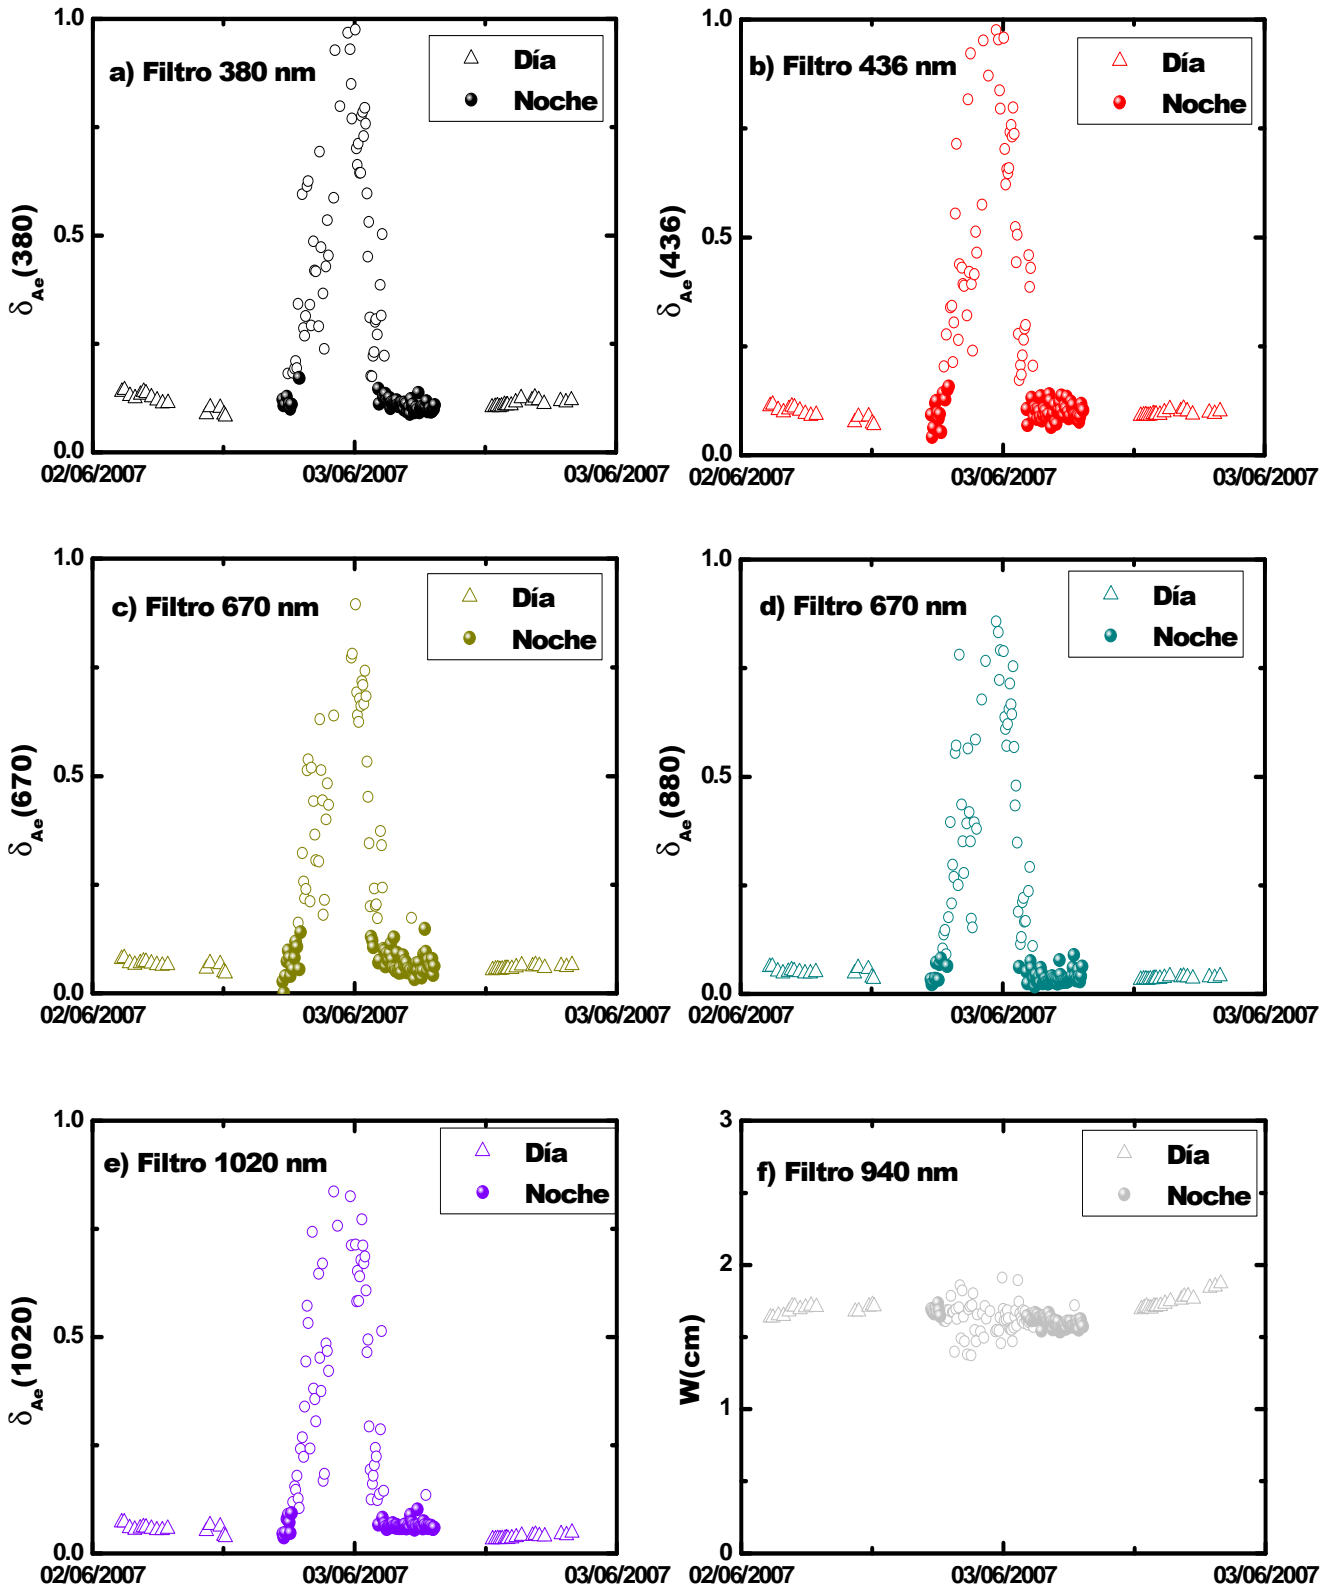 a) Filtro 380 nm
Día
Noche
1.0
0.5
0.0
δAe(380)
02/06/2007 03/06/2007 03/06/2007
b) Filtro 436 nm
Día
Noche
1.0
0.5
0.0
δAe(436)
02/06/2007 03/06/2007 03/06/2007
c) Filtro 670 nm
Día
Noche
1.0
0.5
0.0
δAe(670)
02/06/2007 03/06/2007 03/06/2007
d) Filtro 670 nm
Día
Noche
1.0
0.5
0.0
δAe(880)
02/06/2007 03/06/2007 03/06/2007
e) Filtro 1020 nm
Día
Noche
1.0
0.5
0.0
δAe(1020)
02/06/2007 03/06/2007 03/06/2007
f) Filtro 940 nm
Día
Noche
3
2
1
0
W(cm)
02/06/2007 03/06/2007 03/06/2007